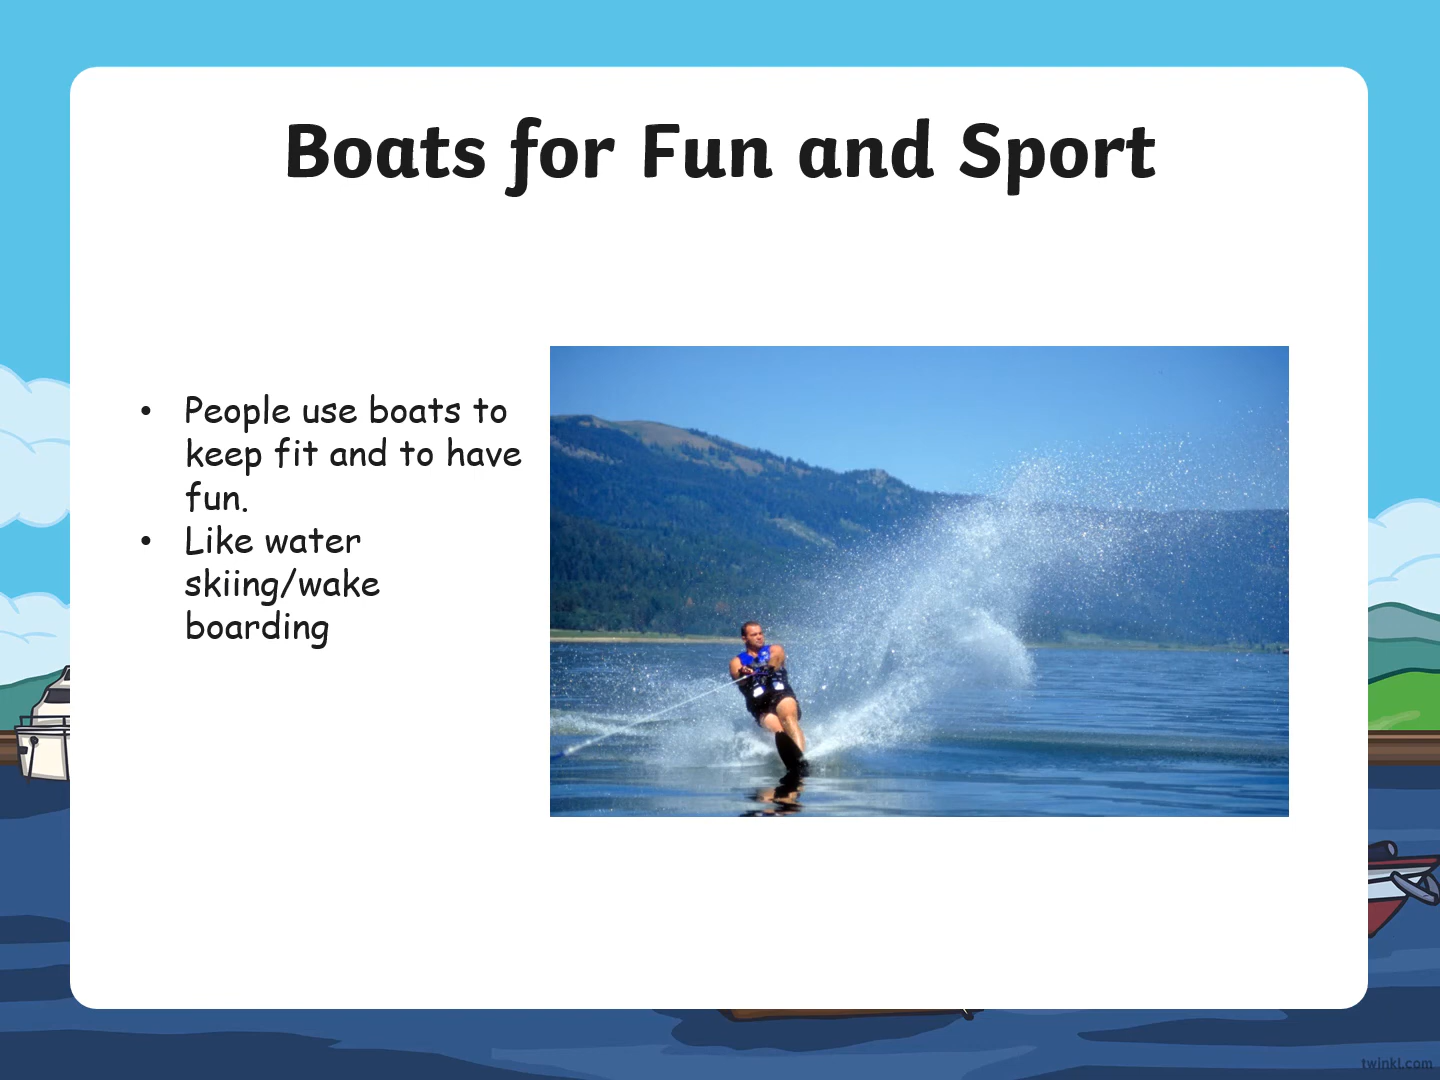 Boats for Fun and Sport
• People use boats to
keep fit and to have
fun.
• Like water
skiing/wake
boarding
twinkl.com